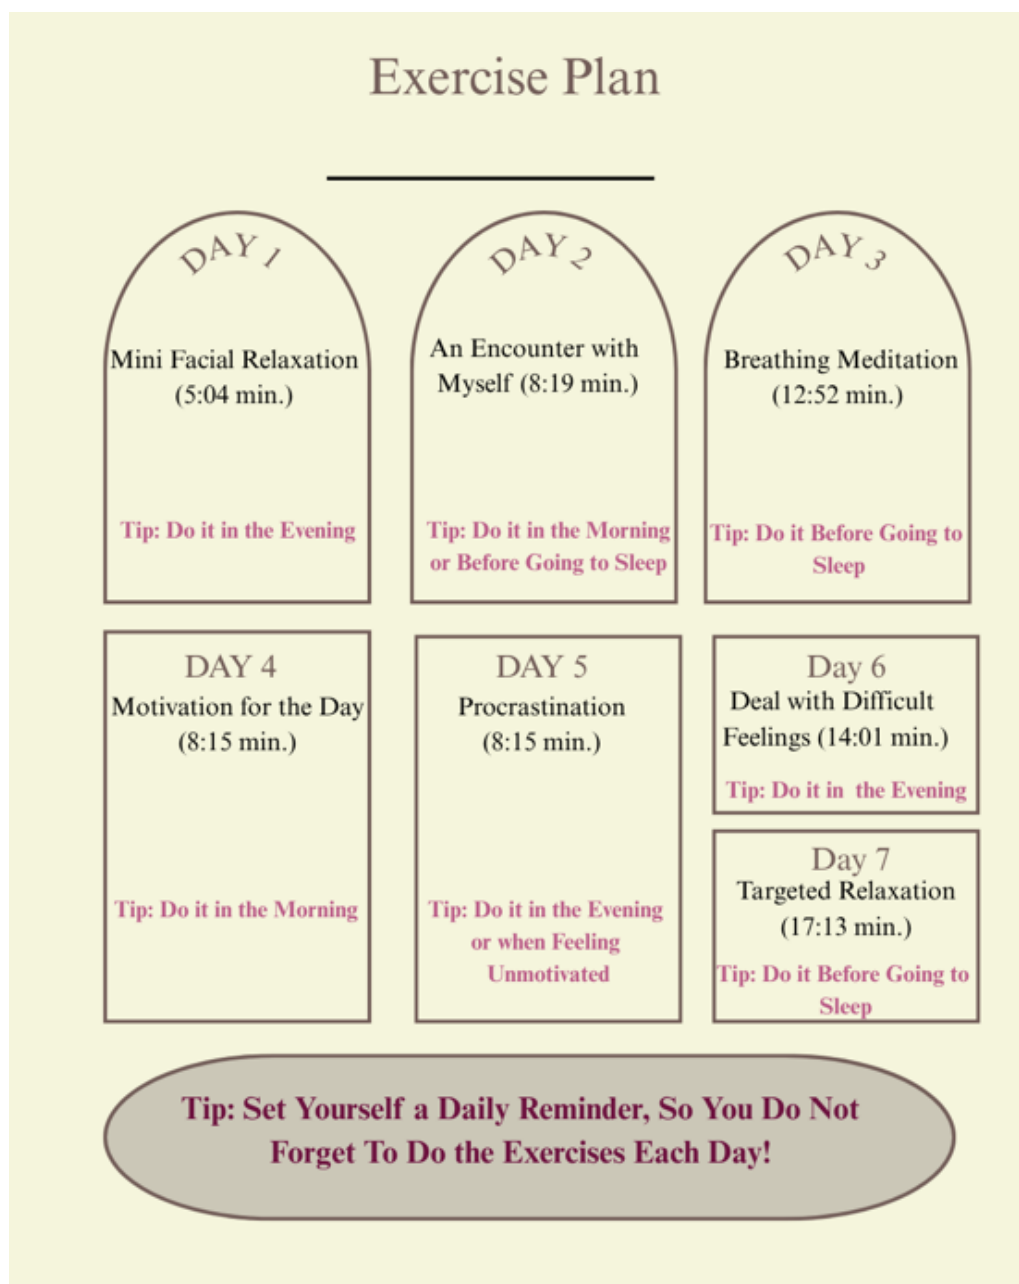 Exercise Plan
DAY 1
Mini Facial Relaxation
(5:04 min.)
Tip: Do it in the Evening
DAY 2
An Encounter with
Myself (8:19 min.)
Tip: Do it in the Morning
or Before Going to Sleep
DAY 3
Breathing Meditation
(12:52 min.)
Tip: Do it Before Going to
Sleep
DAY 4
Motivation for the Day
(8:15 min.)
Tip: Do it in the Morning
DAY 5
Procrastination
(8:15 min.)
Tip: Do it in the Evening
or when Feeling
Unmotivated
Day 6
Deal with Difficult
Feelings (14:01 min.)
Tip: Do it in the Evening
Day 7
Targeted Relaxation
(17:13 min.)
Tip: Do it Before Going to
Sleep
Tip: Set Yourself a Daily Reminder, So You Do Not
Forget To Do the Exercises Each Day!